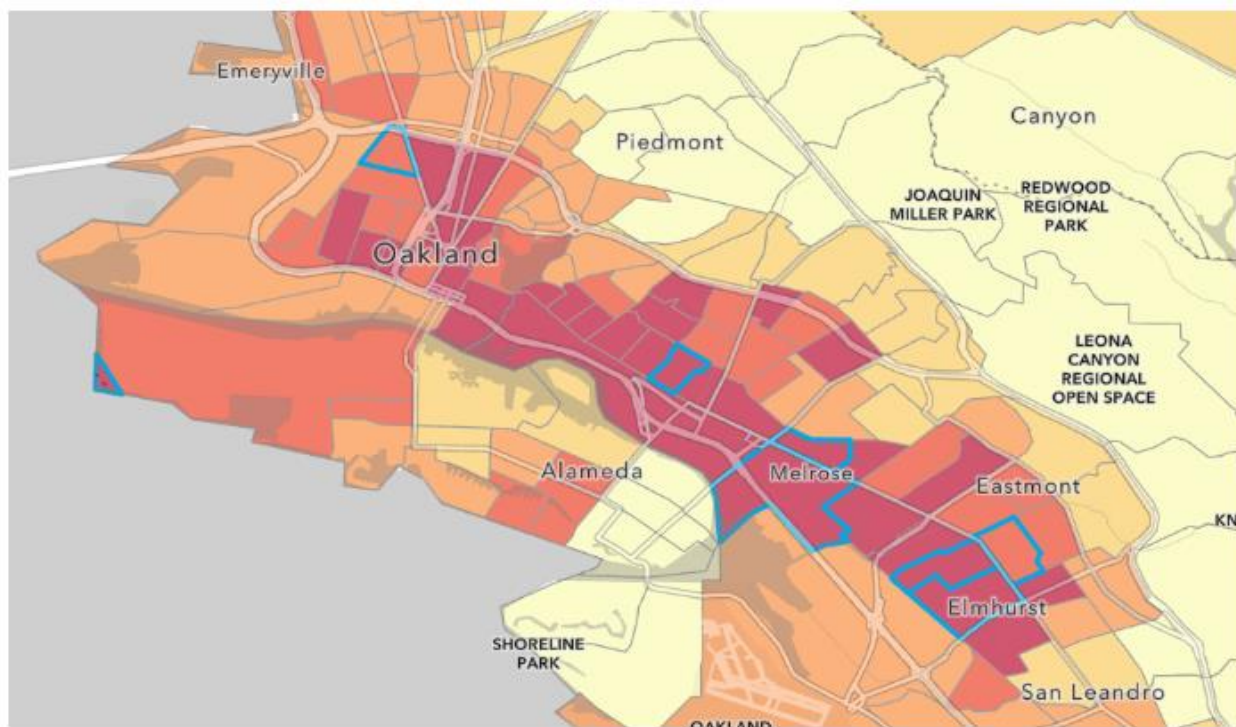 Emeryville
Canyon
Piedmont
JOAQUIN
MILLER PARK
REDWOOD
REGIONAL
PARK
Oakland
LEONA
CANYON
REGIONAL
OPEN SPACE
Alameda
Melrose
Eastmont
KN
Elmhurst
SHORELINE
PARK
San Leandro
OAKLAND